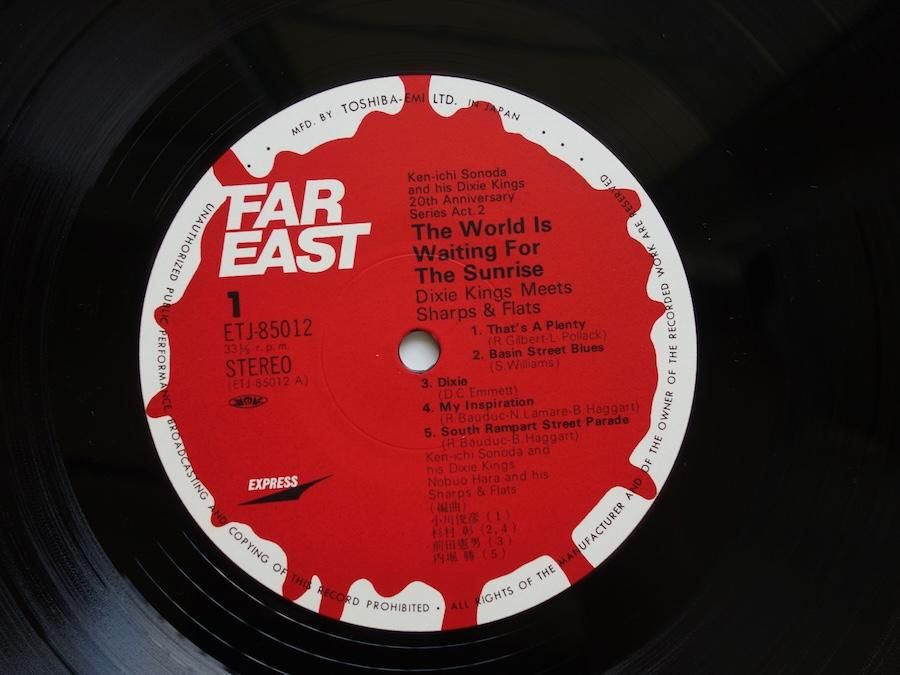 MFD. BY TOSHIBA-EMI LTD. IN JAPAN
FAR
EAST
1
ETJ-85012
33⅓ r.p.m.
STEREO
(ETJ-85012 A)
JASRAC
EXPRESS
Ken-ichi Sonoda
and his Dixie Kings
20th Anniversary
Series Act.2
The World Is
Waiting For
The Sunrise
Dixie Kings Meets
Sharps & Flats
1. That's A Plenty
(R.Gilbert-L.Pollack)
2. Basin Street Blues
(S.Williams)
3. Dixie
(D.C.Emmett)
4. My Inspiration
(R.Bauduc-N.Lamare-B.Haggart)
5. South Rampart Street Parade
(R.Bauduc-B.Haggart)
Ken-ichi Sonoda and
his Dixie Kings
Nobuo Hara and his
Sharps & Flats
(編曲)
小川俊彦(1)
杉村 彰(2,4)
前田憲男(3)
内堀 勝(5)
UNAUTHORIZED PUBLIC PERFORMANCE BROADCASTING AND COPYING OF THIS RECORD PROHIBITED • ALL RIGHTS OF THE MANUFACTURER AND OF THE OWNER OF THE RECORDED WORK ARE RESERVED